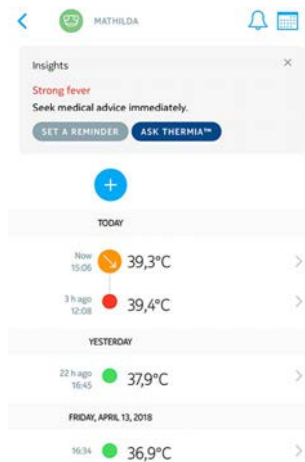 MATHILDA
Insights
Strong fever
Seek medical advice immediately.
SET A REMINDER ASK THERMIA™
TODAY
Now
15:06
39,3°C
3 h ago
12:08
39,4°C
YESTERDAY
22 h ago
16:45
37,9°C
FRIDAY, APRIL 13, 2018
16:34
36,9°C